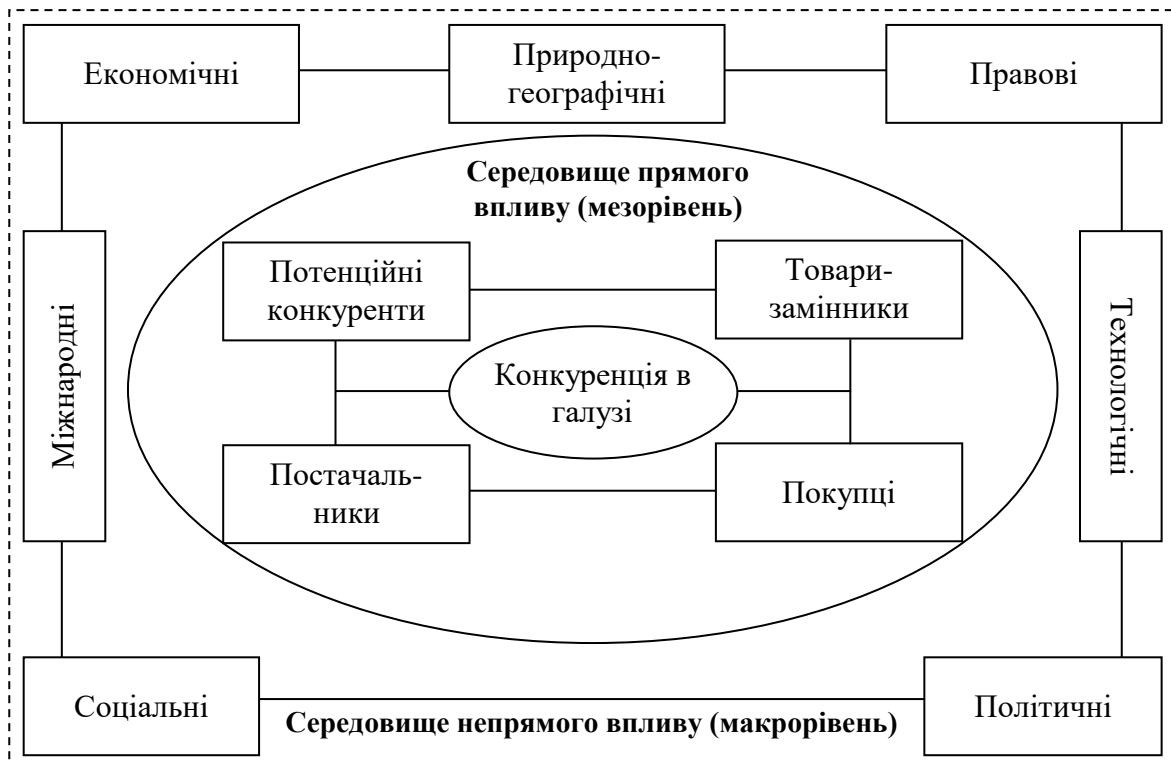 Економічні
Природно-
географічні
Правові
Середовище прямого
впливу (мезорівень)
Потенційні
конкуренти
Товари-
замінники
Міжнародні
Технологічні
Конкуренція в
галузі
Постачаль-
ники
Покупці
Соціальні
Середовище непрямого впливу (макрорівень)
Політичні